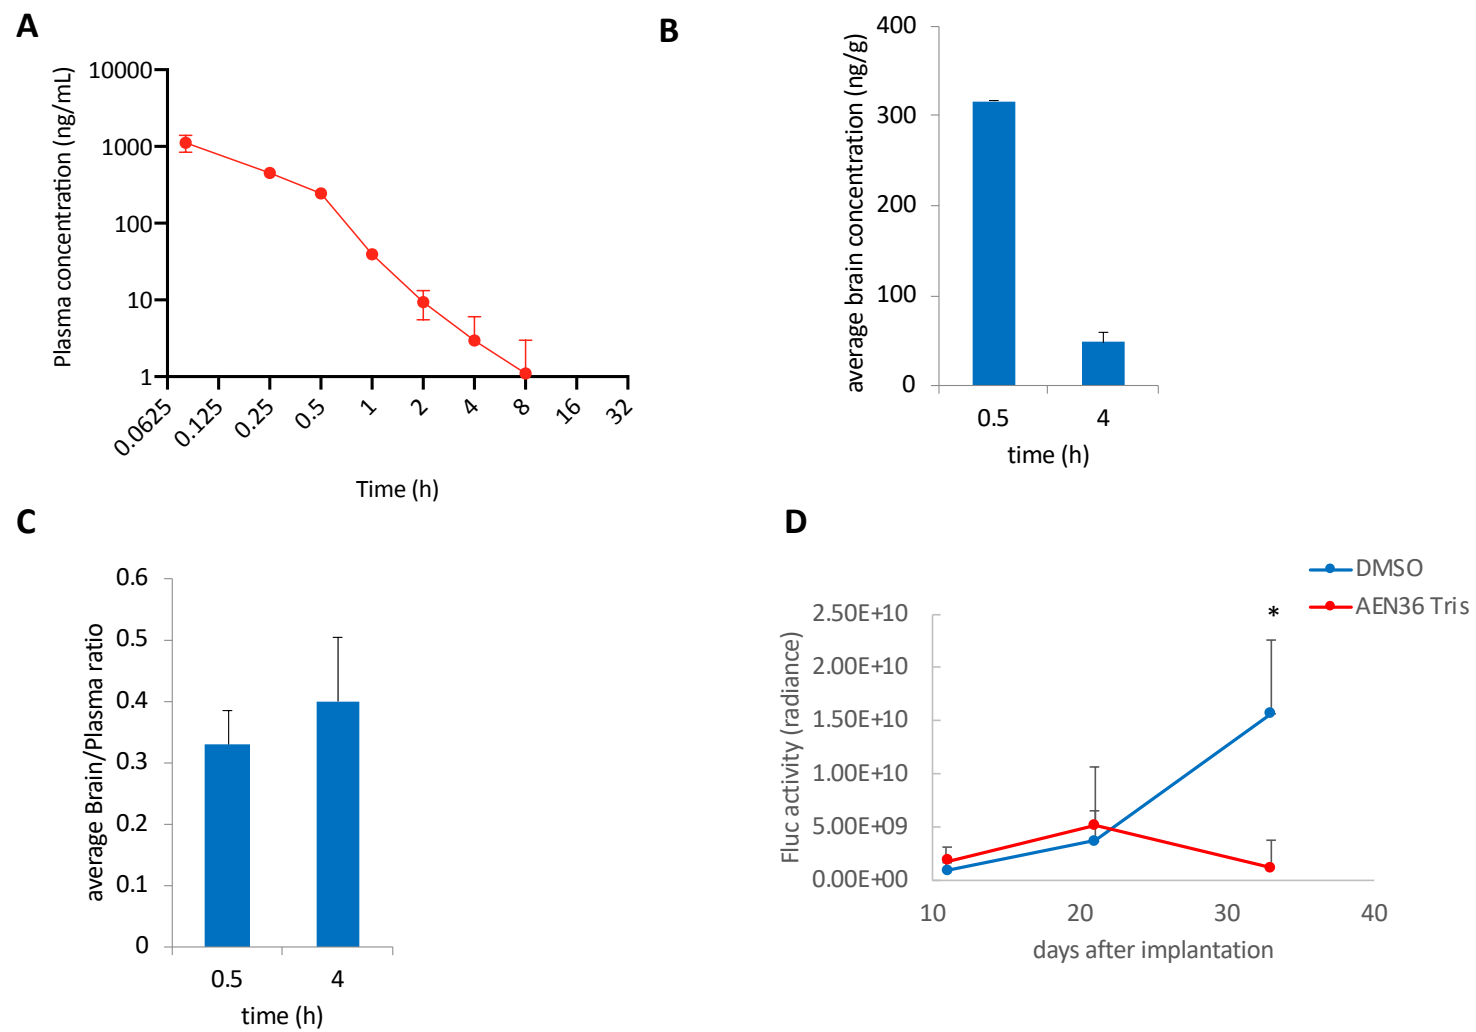 A
Plasma concentration (ng/mL)
10000
1000
100
10
1
0.0625
0.125
0.25
0.5
1
2
4
8
16
32
Time (h)
B
average brain concentration (ng/g)
400
300
200
100
0
0.5
4
time (h)
C
average Brain/Plasma ratio
0.6
0.5
0.4
0.3
0.2
0.1
0
0.5
4
time (h)
D
DMSO
AEN36 Tris
*
Fluc activity (radiance)
2.50E+10
2.00E+10
1.50E+10
1.00E+10
5.00E+09
0.00E+00
10
20
30
40
days after implantation